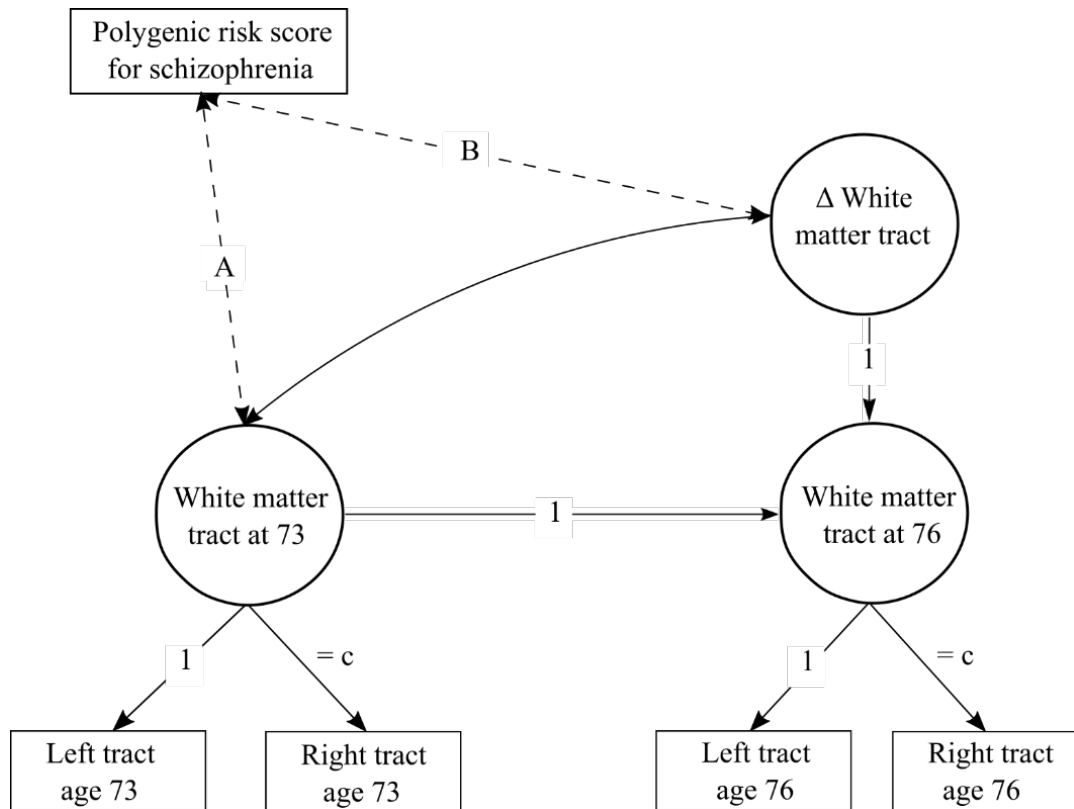 Polygenic risk score
for schizophrenia
B
Δ White
matter tract
A
1
White matter
tract at 73
1
White matter
tract at 76
1
= c
1
= c
Left tract
age 73
Right tract
age 73
Left tract
age 76
Right tract
age 76